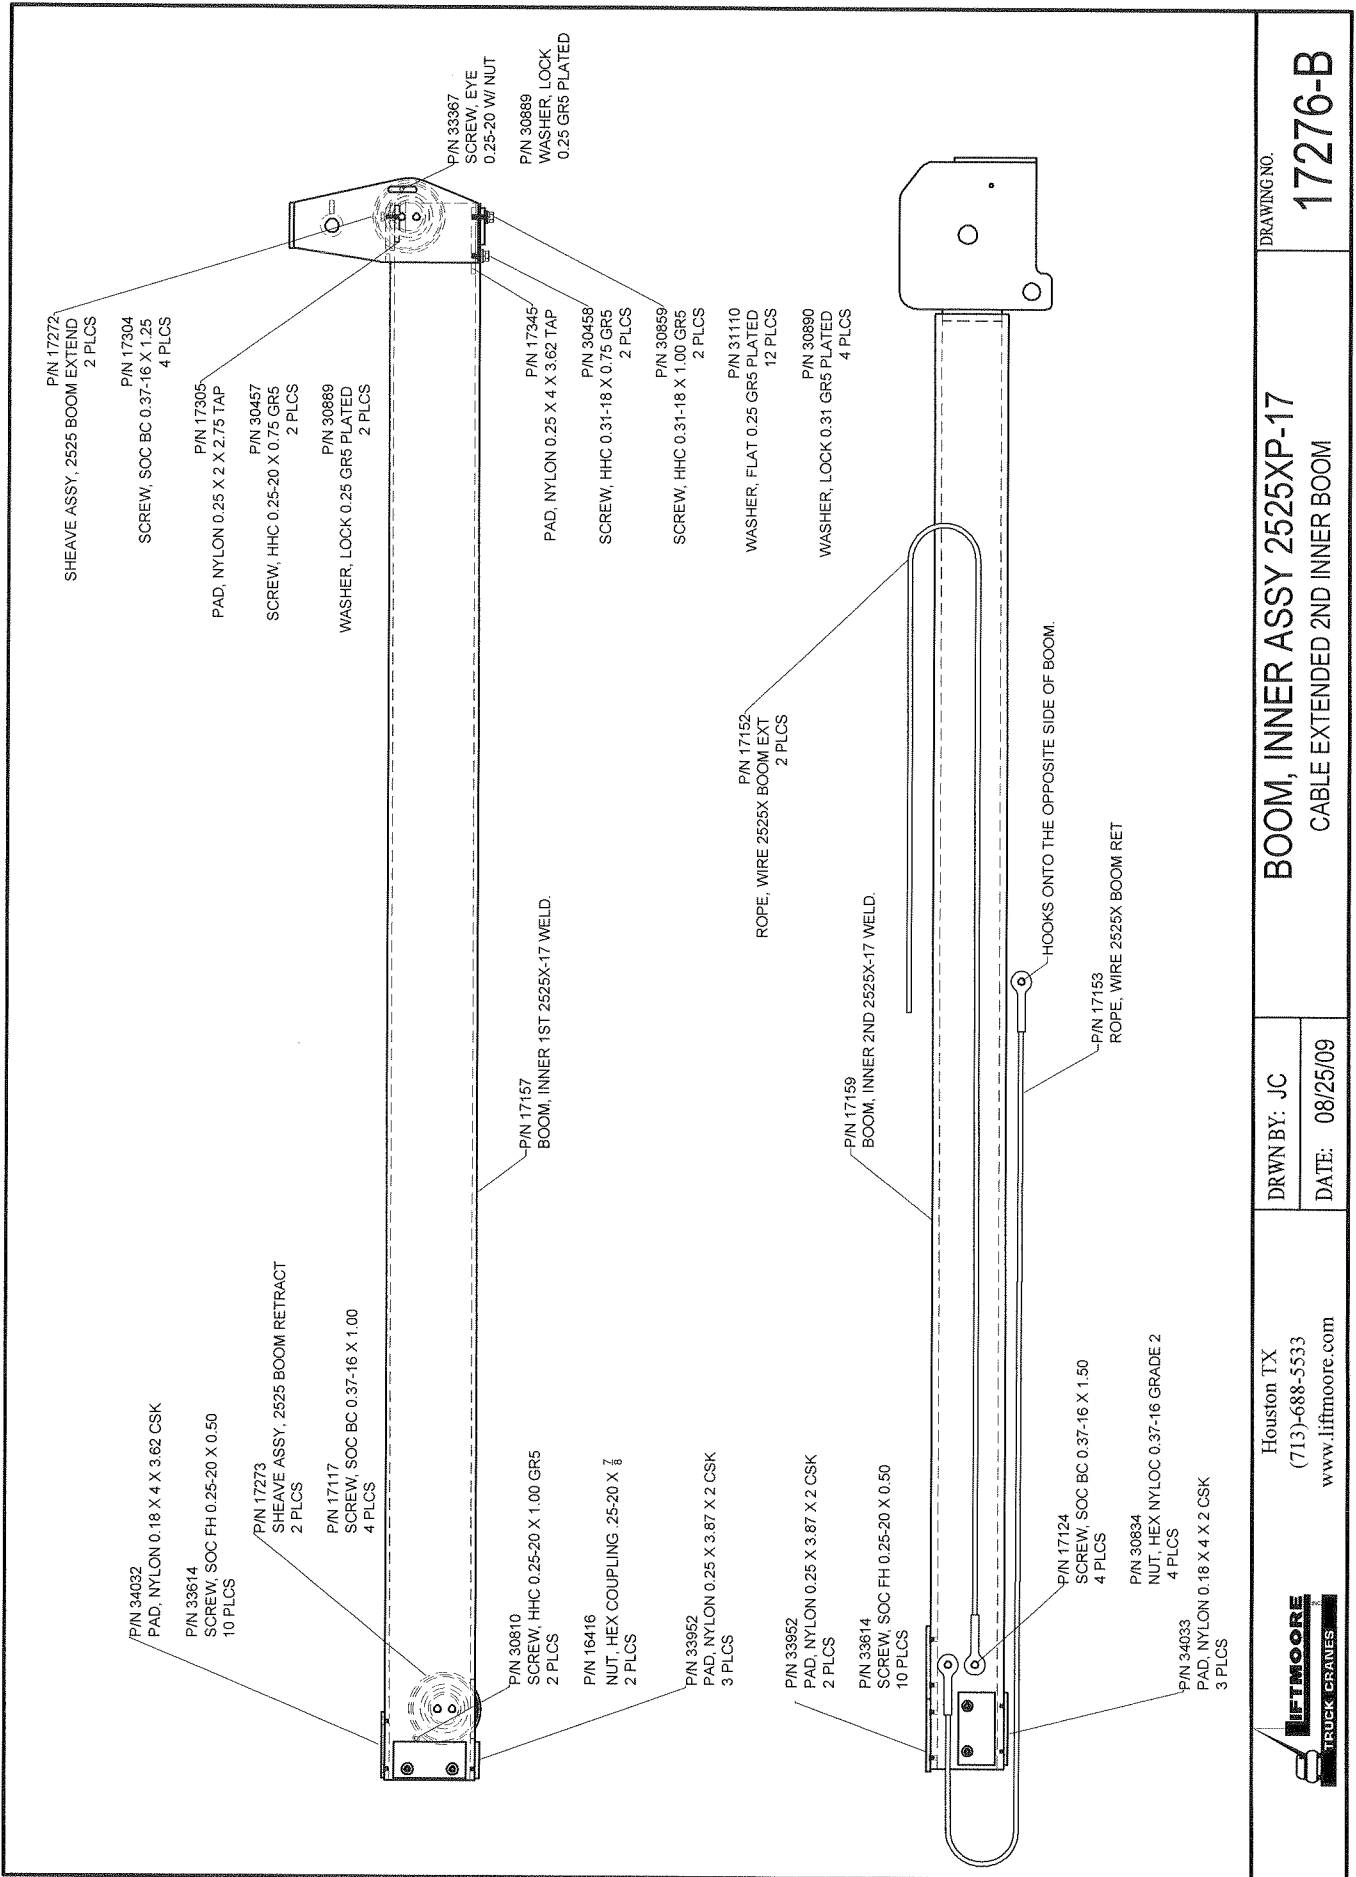 P/N 34032
PAD, NYLON 0.18 X 4 X 3.62 CSK
P/N 33614
SCREW, SOC FH 0.25-20 X 0.50
10 PLCS
P/N 17273
SHEAVE ASSY, 2525 BOOM RETRACT
2 PLCS
P/N 17117
SCREW, SOC BC 0.37-16 X 1.00
4 PLCS
P/N 17272
SHEAVE ASSY, 2525 BOOM EXTEND
2 PLCS
P/N 17304
SCREW, SOC BC 0.37-16 X 1.25
4 PLCS
P/N 17305
PAD, NYLON 0.25 X 2 X 2.75 TAP
P/N 30457
SCREW, HHC 0.25-20 X 0.75 GR5
2 PLCS
P/N 30889
WASHER, LOCK 0.25 GR5 PLATED
2 PLCS
P/N 33367
SCREW, EYE
0.25-20 W/ NUT
P/N 30889
WASHER, LOCK
0.25 GR5 PLATED
P/N 30810
SCREW, HHC 0.25-20 X 1.00 GR5
2 PLCS
P/N 16416
NUT, HEX COUPLING .25-20 X 7/8
2 PLCS
P/N 33952
PAD, NYLON 0.25 X 3.87 X 2 CSK
3 PLCS
P/N 17157
BOOM, INNER 1ST 2525X-17 WELD.
P/N 17345
PAD, NYLON 0.25 X 4 X 3.62 TAP
P/N 30458
SCREW, HHC 0.31-18 X 0.75 GR5
2 PLCS
P/N 30859
SCREW, HHC 0.31-18 X 1.00 GR5
2 PLCS
P/N 31110
WASHER, FLAT 0.25 GR5 PLATED
12 PLCS
P/N 30890
WASHER, LOCK 0.31 GR5 PLATED
4 PLCS
P/N 33952
PAD, NYLON 0.25 X 3.87 X 2 CSK
2 PLCS
P/N 33614
SCREW, SOC FH 0.25-20 X 0.50
10 PLCS
P/N 17159
BOOM, INNER 2ND 2525X-17 WELD.
P/N 17152
ROPE, WIRE 2525X BOOM EXT
2 PLCS
P/N 17124
SCREW, SOC BC 0.37-16 X 1.50
4 PLCS
P/N 30834
NUT, HEX NYLOC 0.37-16 GRADE 2
4 PLCS
P/N 34033
PAD, NYLON 0.18 X 4 X 2 CSK
3 PLCS
HOOKS ONTO THE OPPOSITE SIDE OF BOOM.
P/N 17153
ROPE, WIRE 2525X BOOM RET
LIFTMOORE
INC
TRUCK CRANES
Houston TX
(713)-688-5533
www.liftmoore.com
DRWN BY: JC
DATE: 08/25/09
BOOM, INNER ASSY 2525XP-17
CABLE EXTENDED 2ND INNER BOOM
DRAWING NO.
17276-B